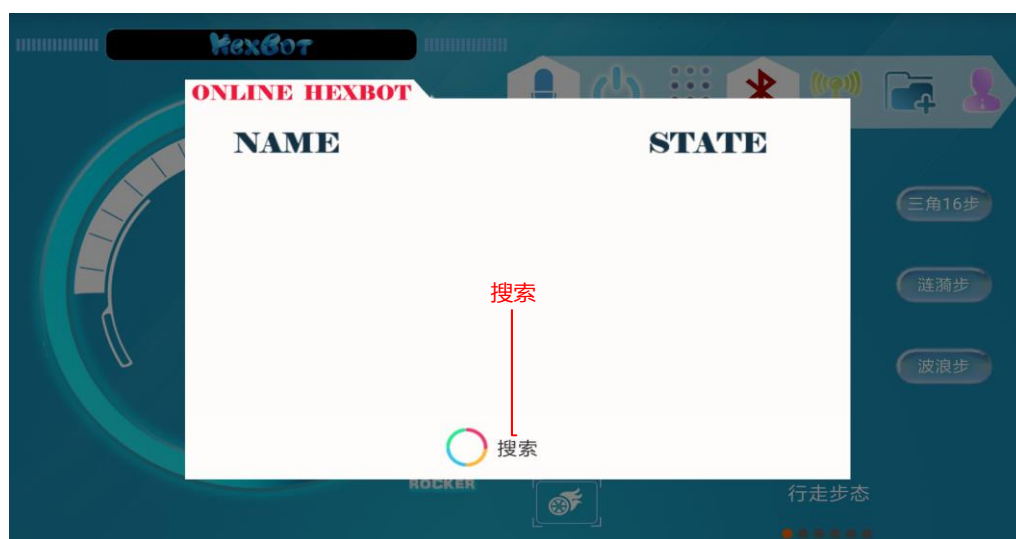 HexBot
ONLINE HEXBOT
NAME
STATE
三角16步
涟漪步
搜索
波浪步
搜索
ROCKER
行走步态